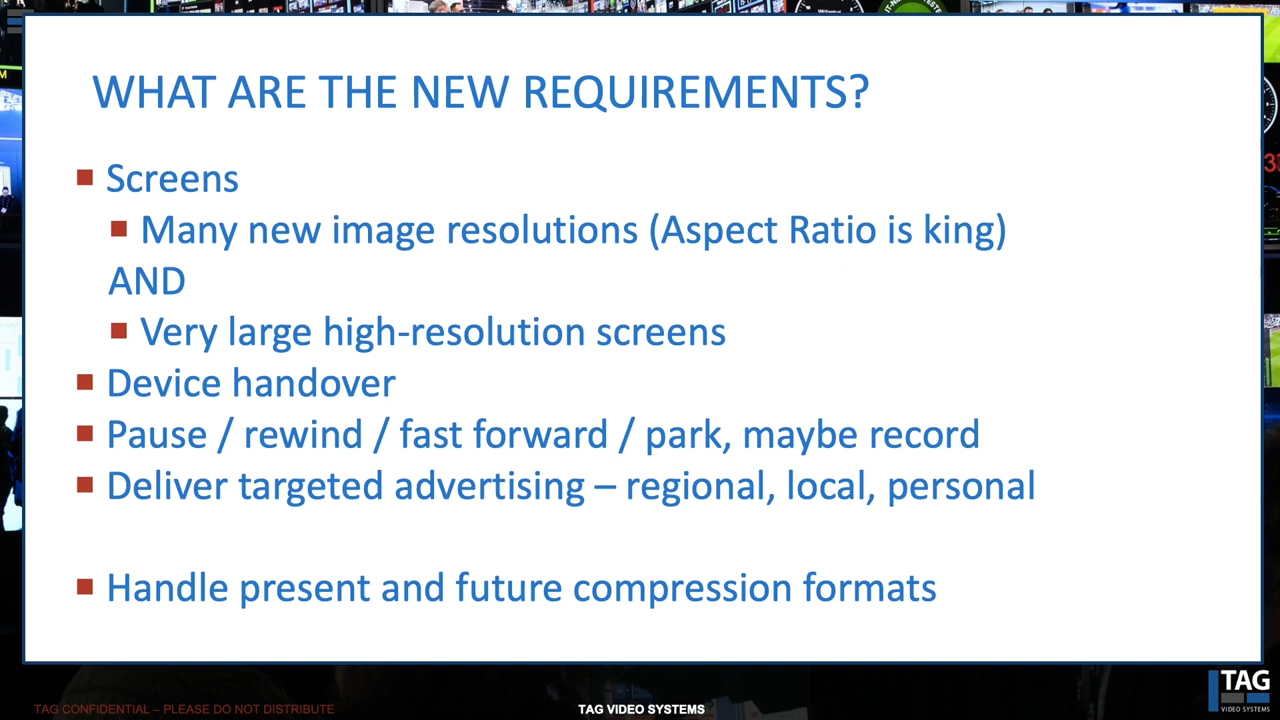 WHAT ARE THE NEW REQUIREMENTS?
Screens
Many new image resolutions (Aspect Ratio is king)
AND
Very large high-resolution screens
Device handover
Pause / rewind / fast forward / park, maybe record
Deliver targeted advertising – regional, local, personal
Handle present and future compression formats
TAG CONFIDENTIAL – PLEASE DO NOT DISTRIBUTE
TAG VIDEO SYSTEMS
TAG
VIDEO SYSTEMS